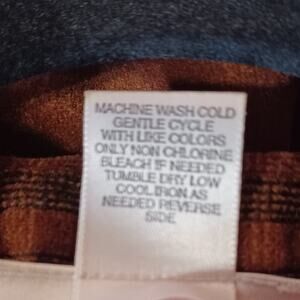 MACHINE WASH COLD
GENTLE CYCLE
WITH LIKE COLORS
ONLY NON CHLORINE
BLEACH IF NEEDED
TUMBLE DRY LOW
COOL IRON AS
NEEDED REVERSE
SIDE